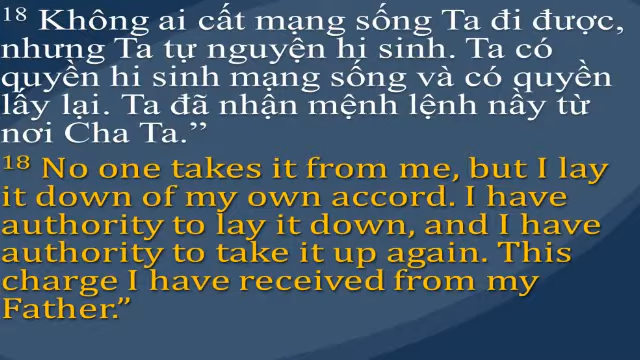 18 Không ai cất mạng sống Ta đi được,
nhưng Ta tự nguyện hi sinh. Ta có
quyền hi sinh mạng sống và có quyền
lấy lại. Ta đã nhận mệnh lệnh nầy từ
nơi Cha Ta.”
18 No one takes it from me, but I lay
it down of my own accord. I have
authority to lay it down, and I have
authority to take it up again. This
charge I have received from my
Father.”